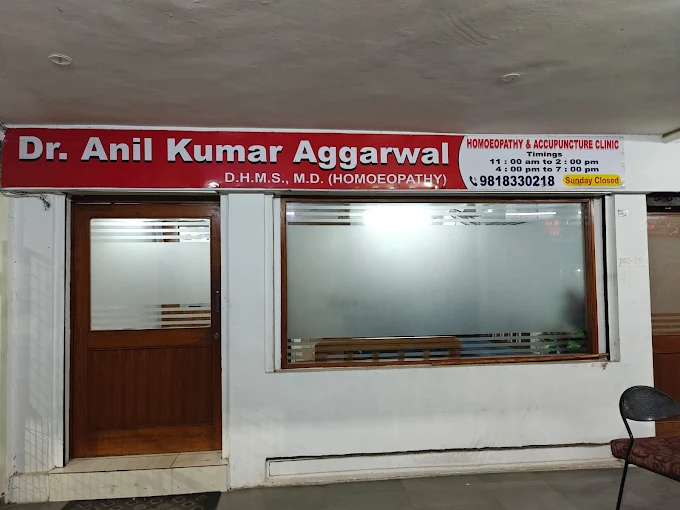 Dr. Anil Kumar Aggarwal
D.H.M.S., M.D. (HOMOEOPATHY)
HOMOEOPATHY & ACCUPUNCTURE CLINIC
Timings
11 : 00 am to 2 : 00 pm
4 : 00 pm to 7 : 00 pm
9818330218 Sunday Closed